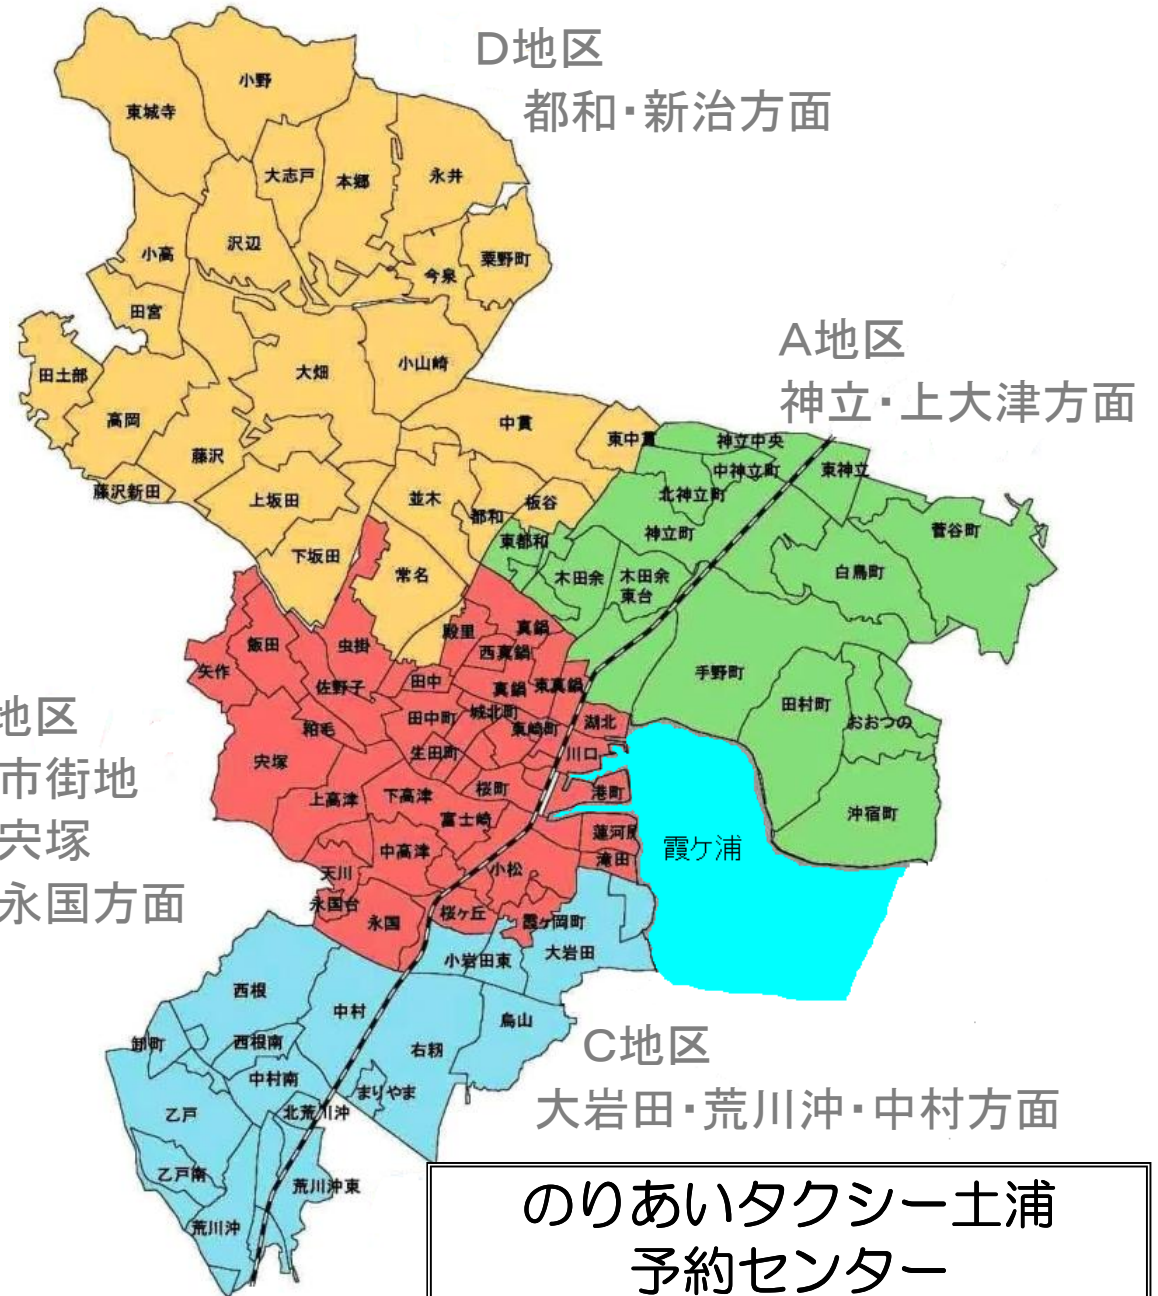 D地区
都和・新治方面
小野
東城寺
大志戸
本郷
永井
沢辺
小高
粟野町
今泉
田宮
大畑
小山崎
田土部
高岡
中貫
東中貫
藤沢
藤沢新田
上坂田
並木
都和
板谷
下坂田
常名
A地区
神立・上大津方面
神立中央
中神立町
東神立
北神立町
神立町
菅谷町
東都和
木田余
木田余
東台
白鳥町
手野町
田村町
おおつの
沖宿町
地区
市街地
宍塚
永国方面
飯田
虫掛
殿里
真鍋
西真鍋
矢作
佐野子
田中
真鍋
東真鍋
粕毛
田中町
城北町
東崎町
湖北
宍塚
生田町
川口
上高津
下高津
桜町
港町
富士崎
中高津
蓮河原
滝田
天川
小松
永国台
永国
桜ケ丘
霞ケ岡町
霞ケ浦
小岩田東
大岩田
西根
中村
烏山
卸町
西根南
右籾
中村南
まりやま
乙戸
北荒川沖
乙戸南
荒川沖東
荒川沖
C地区
大岩田・荒川沖・中村方面
のりあいタクシー土浦
予約センター